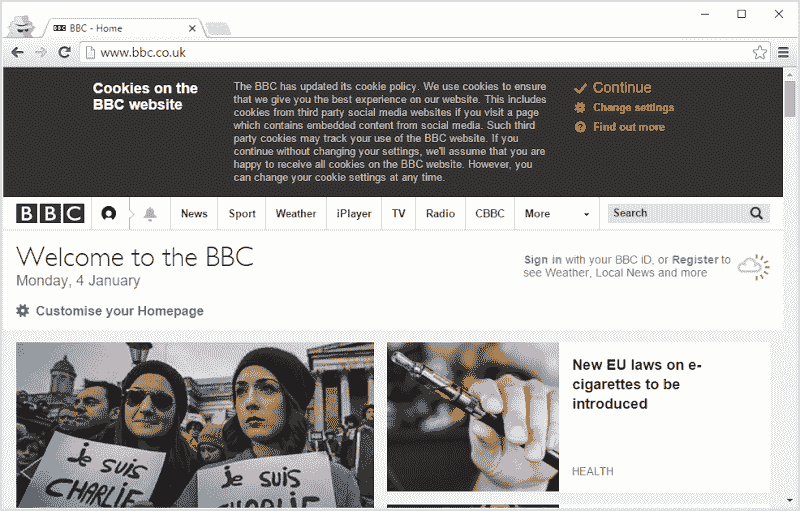 BBC - Home
www.bbc.co.uk
Cookies on the
BBC website
The BBC has updated its cookie policy. We use cookies to ensure
that we give you the best experience on our website. This includes
cookies from third party social media websites if you visit a page
which contains embedded content from social media. Such third
party cookies may track your use of the BBC website. If you
continue without changing your settings, we'll assume that you are
happy to receive all cookies on the BBC website. However, you
can change your cookie settings at any time.
Continue
Change settings
Find out more
BBC News Sport Weather iPlayer TV Radio CBBC More Search
Welcome to the BBC
Monday, 4 January
Sign in with your BBC iD, or Register to
see Weather, Local News and more
Customise your Homepage
je suis
CHARLIE
je suis
CHARLIE
New EU laws on e-
cigarettes to be
introduced
HEALTH